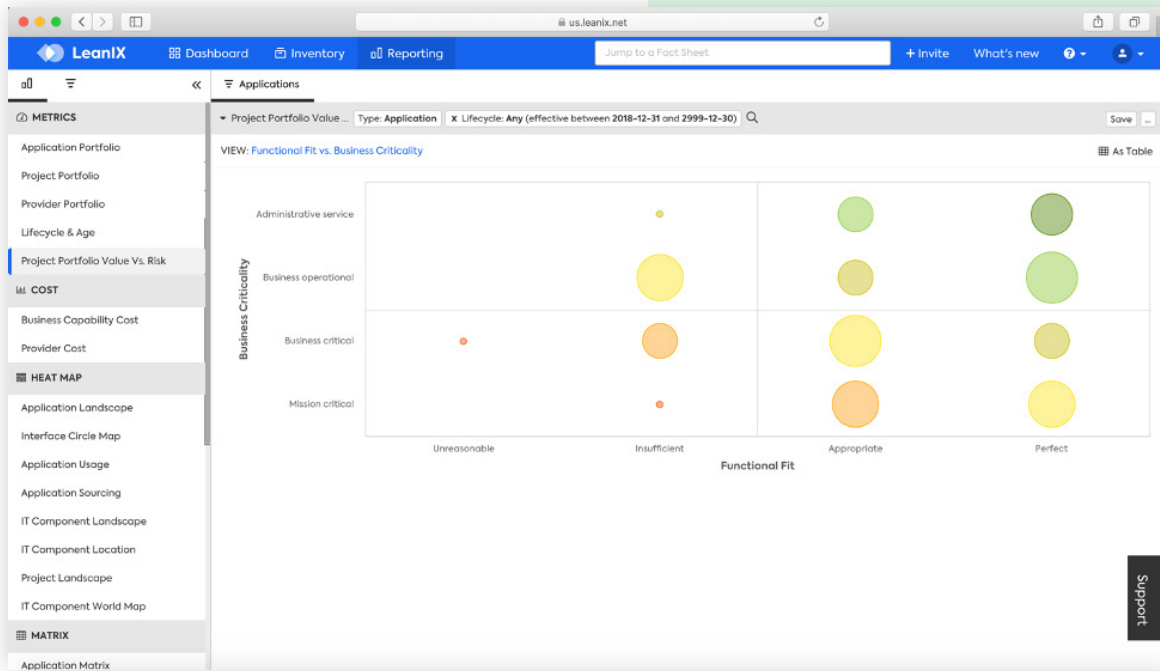 us.leanix.net
LeanIX
Dashboard
Inventory
Reporting
Jump to a Fact Sheet
+ Invite
What's new
?
«
Applications
METRICS
Application Portfolio
Project Portfolio
Provider Portfolio
Lifecycle & Age
Project Portfolio Value Vs. Risk
COST
Business Capability Cost
Provider Cost
HEAT MAP
Application Landscape
Interface Circle Map
Application Usage
Application Sourcing
IT Component Landscape
IT Component Location
Project Landscape
IT Component World Map
MATRIX
Application Matrix
Project Portfolio Value ... Type: Application X Lifecycle: Any (effective between 2018-12-31 and 2999-12-30)
Save ...
VIEW: Functional Fit vs. Business Criticality
As Table
Business Criticality
Administrative service
Business operational
Business critical
Mission critical
Unreasonable Insufficient Appropriate Perfect
Functional Fit
Support